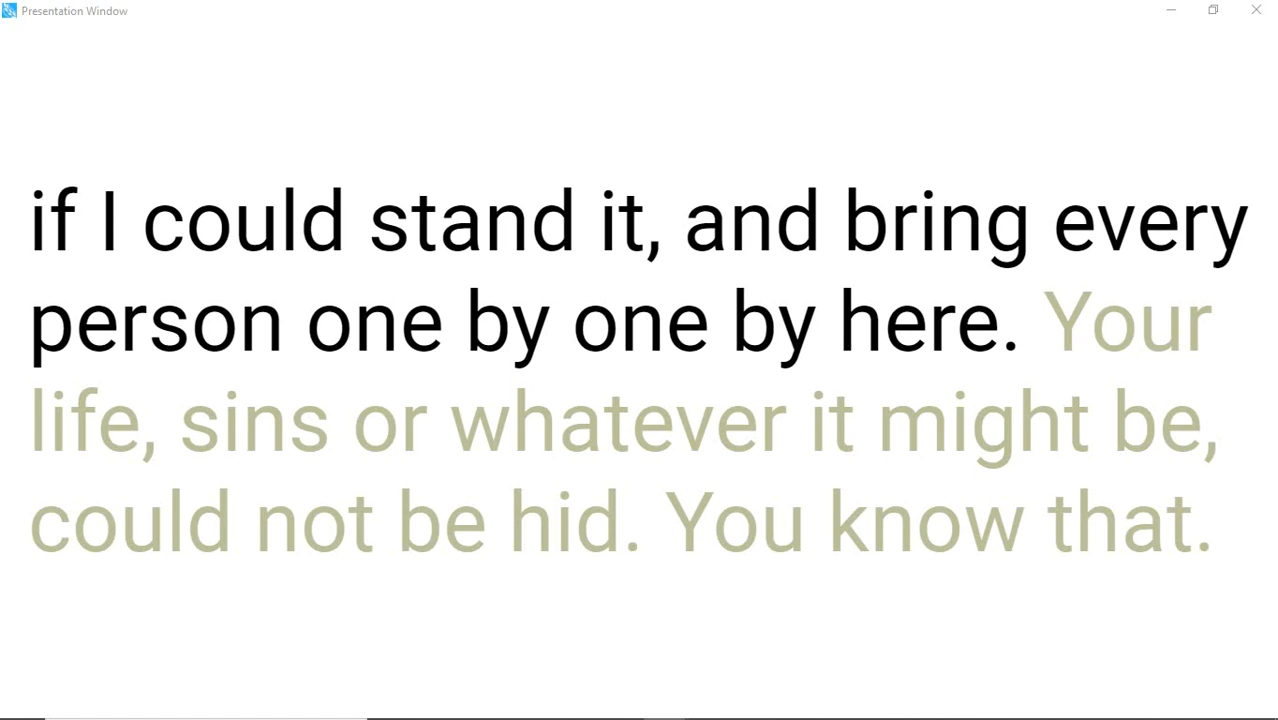 Presentation Window
if I could stand it, and bring every
person one by one by here. Your
life, sins or whatever it might be,
could not be hid. You know that.